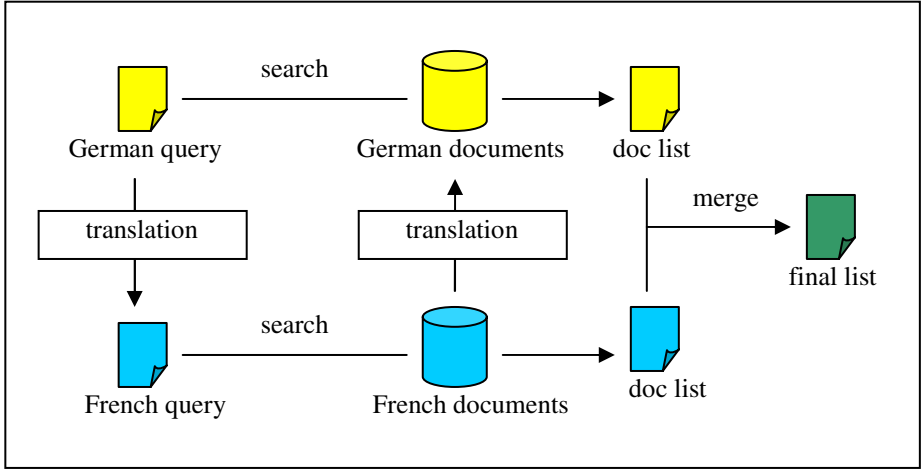 search
German query
German documents
doc list
translation
translation
merge
final list
search
French query
French documents
doc list